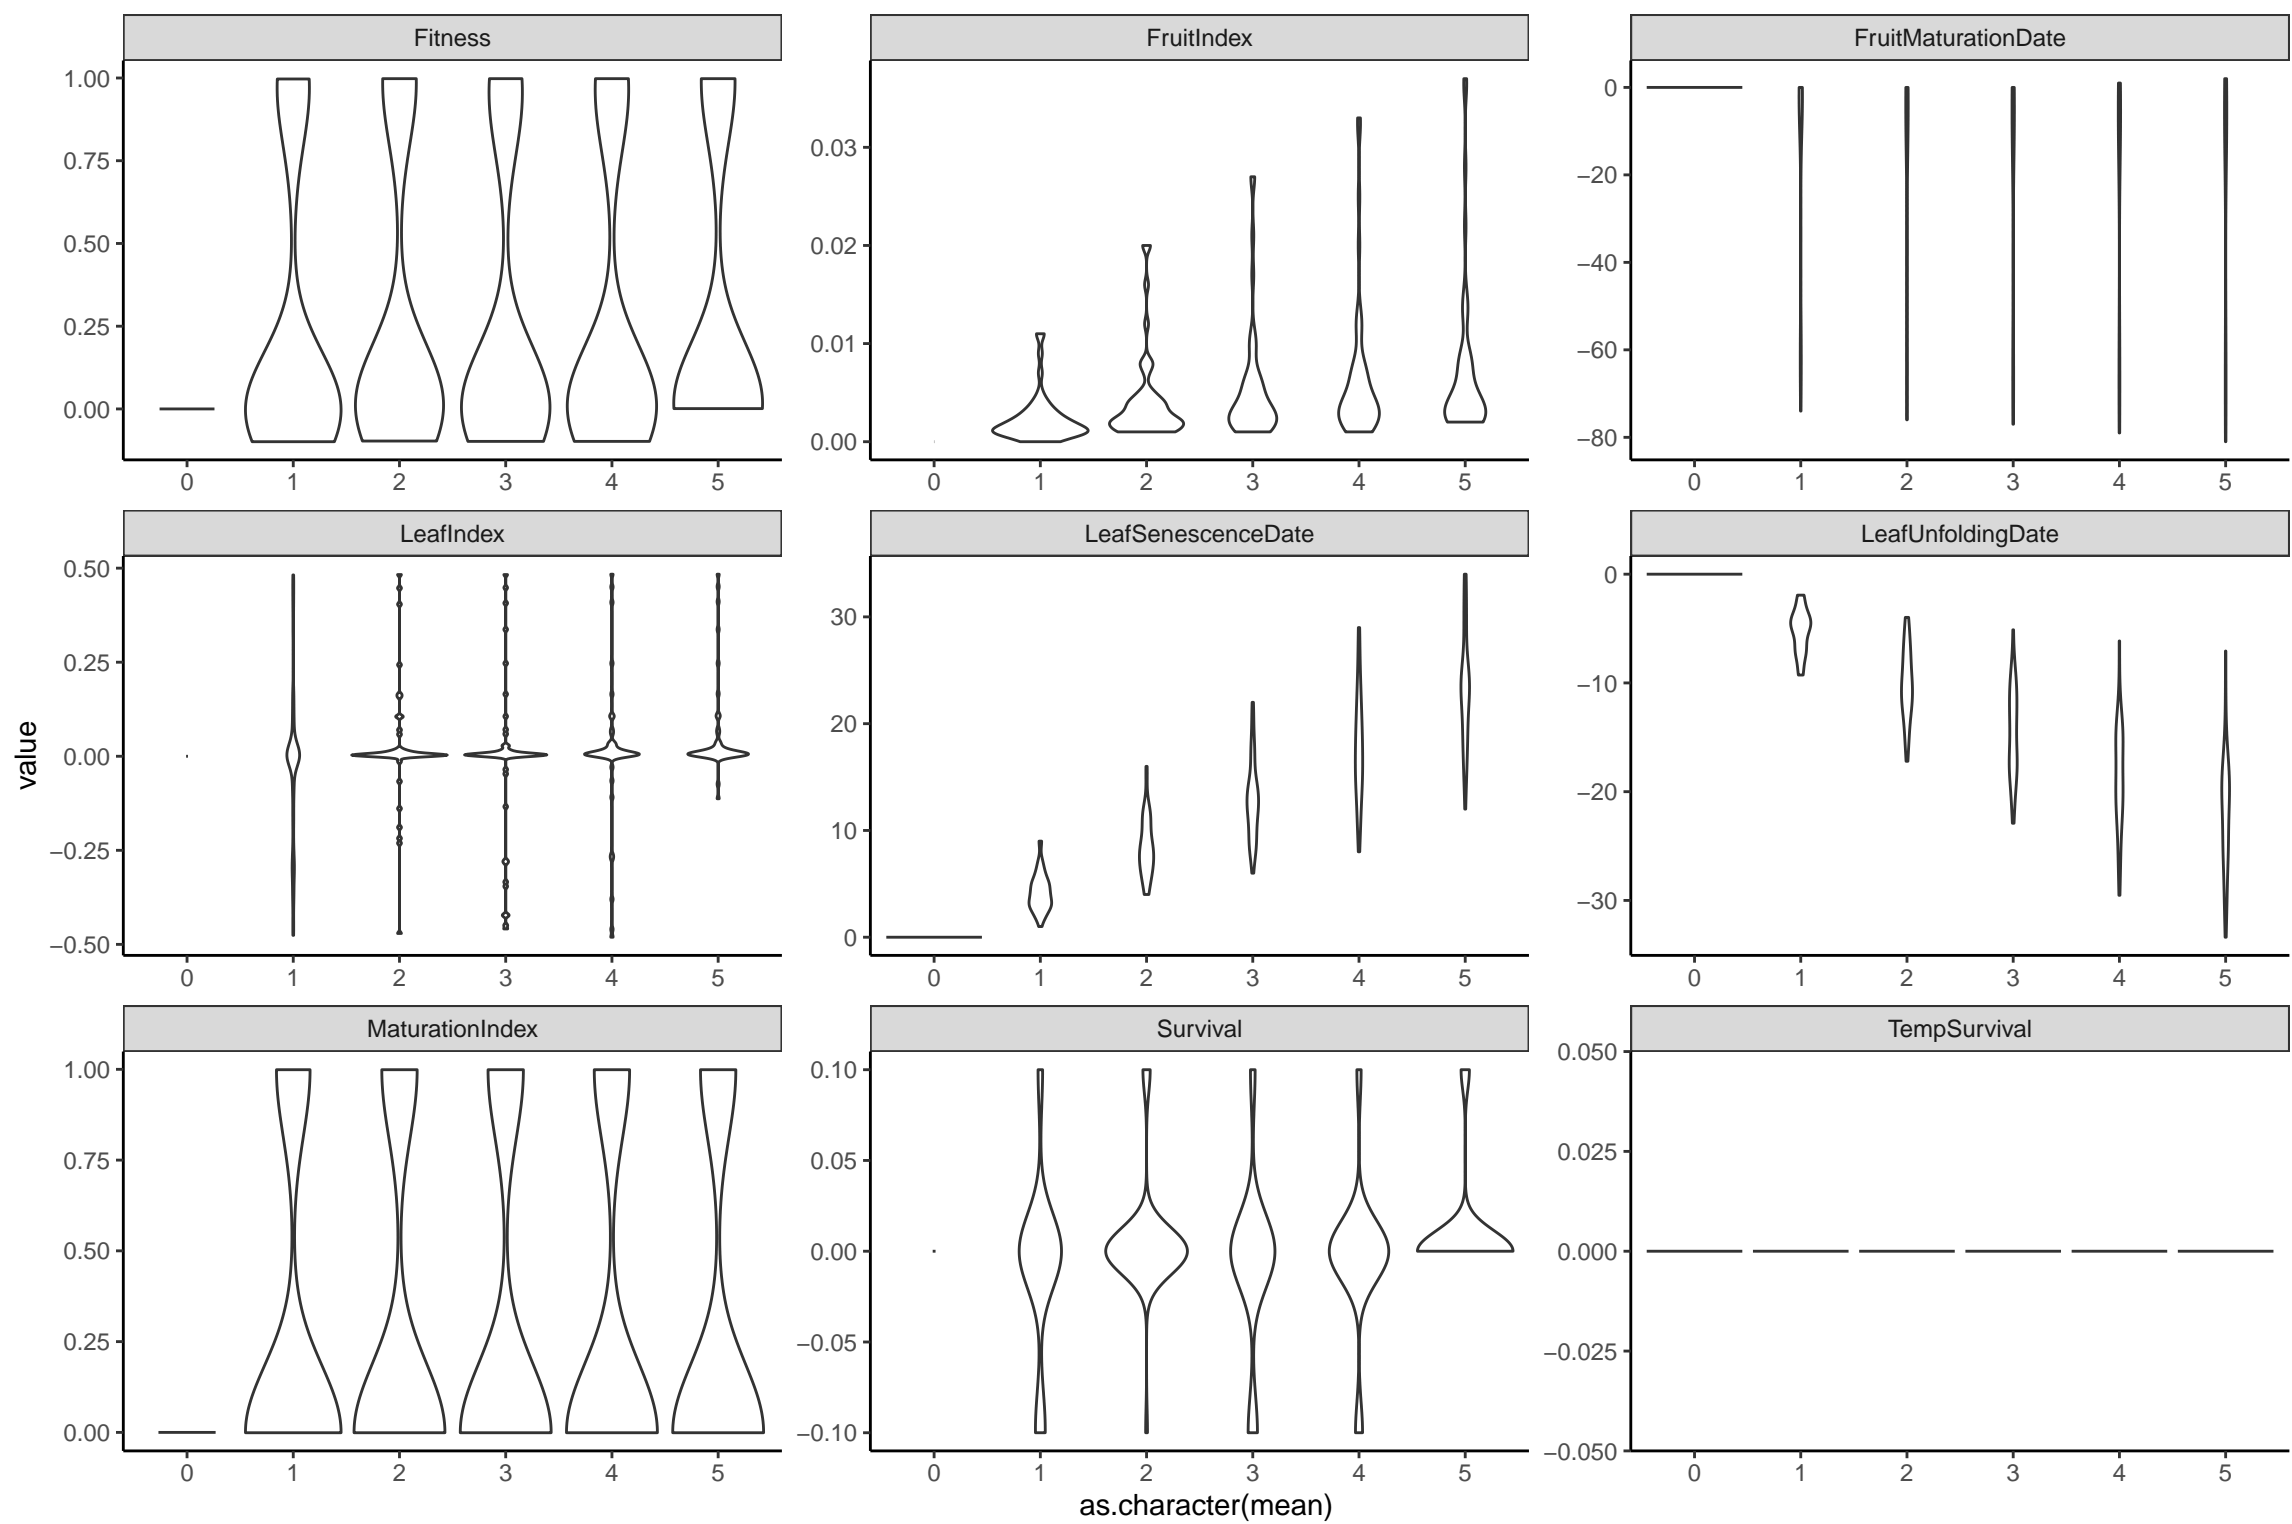 Fitness
1.00
0.75
0.50
0.25
0.00
0 1 2 3 4 5
FruitIndex
0.03
0.02
0.01
0.00
0 1 2 3 4 5
FruitMaturationDate
0
−20
−40
−60
−80
0 1 2 3 4 5
value
LeafIndex
0.50
0.25
0.00
−0.25
−0.50
0 1 2 3 4 5
LeafSenescenceDate
30
20
10
0
0 1 2 3 4 5
LeafUnfoldingDate
0
−10
−20
−30
0 1 2 3 4 5
MaturationIndex
1.00
0.75
0.50
0.25
0.00
0 1 2 3 4 5
Survival
0.10
0.05
0.00
−0.05
−0.10
0 1 2 3 4 5
TempSurvival
0.050
0.025
0.000
−0.025
−0.050
0 1 2 3 4 5
as.character(mean)